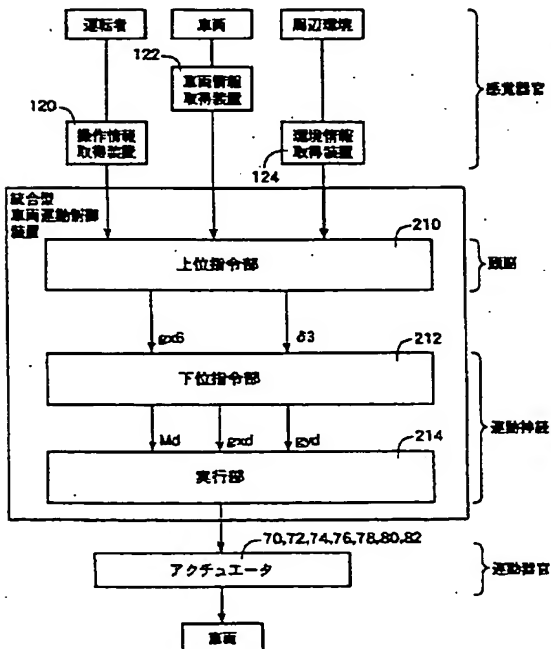 運転者
車両
周辺環境
122
車両情報
取得装置
感覚器官
120
操作情報
取得装置
環境情報
取得装置
124
統合型
車両運動制御
装置
210
上位指令部
頭脳
gx6
δ3
212
下位指令部
Md
gxd
gyd
214
運動神経
実行部
70,72,74,76,78,80,82
アクチュエータ
運動器官
車両